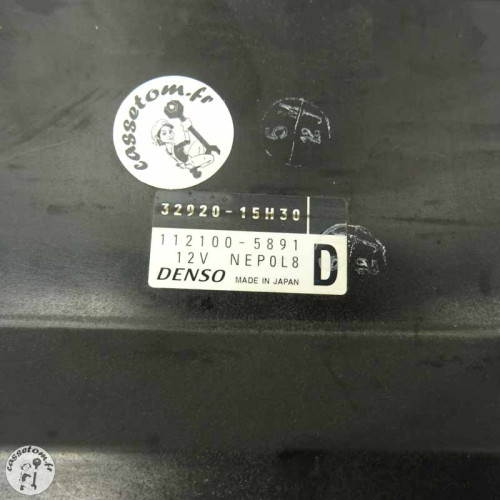 cassetom.fr
32920-15H30
112100-5891
12V NEP0L8
D
DENSO MADE IN JAPAN
cassetom.fr